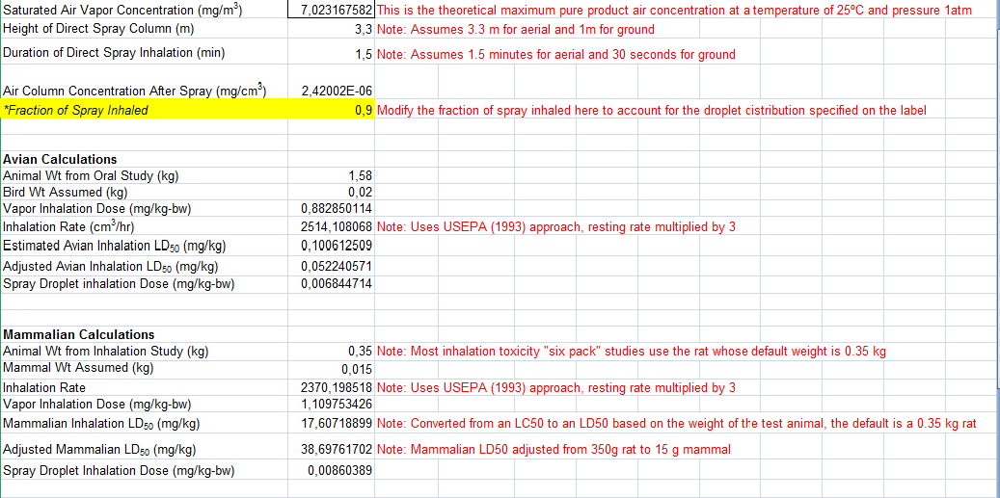 Saturated Air Vapor Concentration (mg/m³) 7,023167582 This is the theoretical maximum pure product air concentration at a temperature of 25ºC and pressure 1atm
Height of Direct Spray Column (m) 3,3 Note: Assumes 3.3 m for aerial and 1m for ground
Duration of Direct Spray Inhalation (min) 1,5 Note: Assumes 1.5 minutes for aerial and 30 seconds for ground
Air Column Concentration After Spray (mg/cm³) 2,42002E-06
*Fraction of Spray Inhaled 0,9 Modify the fraction of spray inhaled here to account for the droplet cistribution specified on the label
Avian Calculations
Animal Wt from Oral Study (kg) 1,58
Bird Wt Assumed (kg) 0,02
Vapor Inhalation Dose (mg/kg-bw) 0,882850114
Inhalation Rate (cm³/hr) 2514,108068 Note: Uses USEPA (1993) approach, resting rate multiplied by 3
Estimated Avian Inhalation LD₅₀ (mg/kg) 0,100612509
Adjusted Avian Inhalation LD₅₀ (mg/kg) 0,052240571
Spray Droplet inhalation Dose (mg/kg-bw) 0,006844714
Mammalian Calculations
Animal Wt from Inhalation Study (kg) 0,35 Note: Most inhalation toxicity "six pack" studies use the rat whose default weight is 0.35 kg
Mammal Wt Assumed (kg) 0,015
Inhalation Rate 2370,198518 Note: Uses USEPA (1993) approach, resting rate multiplied by 3
Vapor Inhalation Dose (mg/kg-bw) 1,109753426
Mammalian Inhalation LD₅₀ (mg/kg) 17,60718899 Note: Converted from an LC50 to an LD50 based on the weight of the test animal, the default is a 0.35 kg rat
Adjusted Mammalian LD₅₀ (mg/kg) 38,69761702 Note: Mammalian LD50 adjusted from 350g rat to 15 g mammal
Spray Droplet Inhalation Dose (mg/kg-bw) 0,00860389